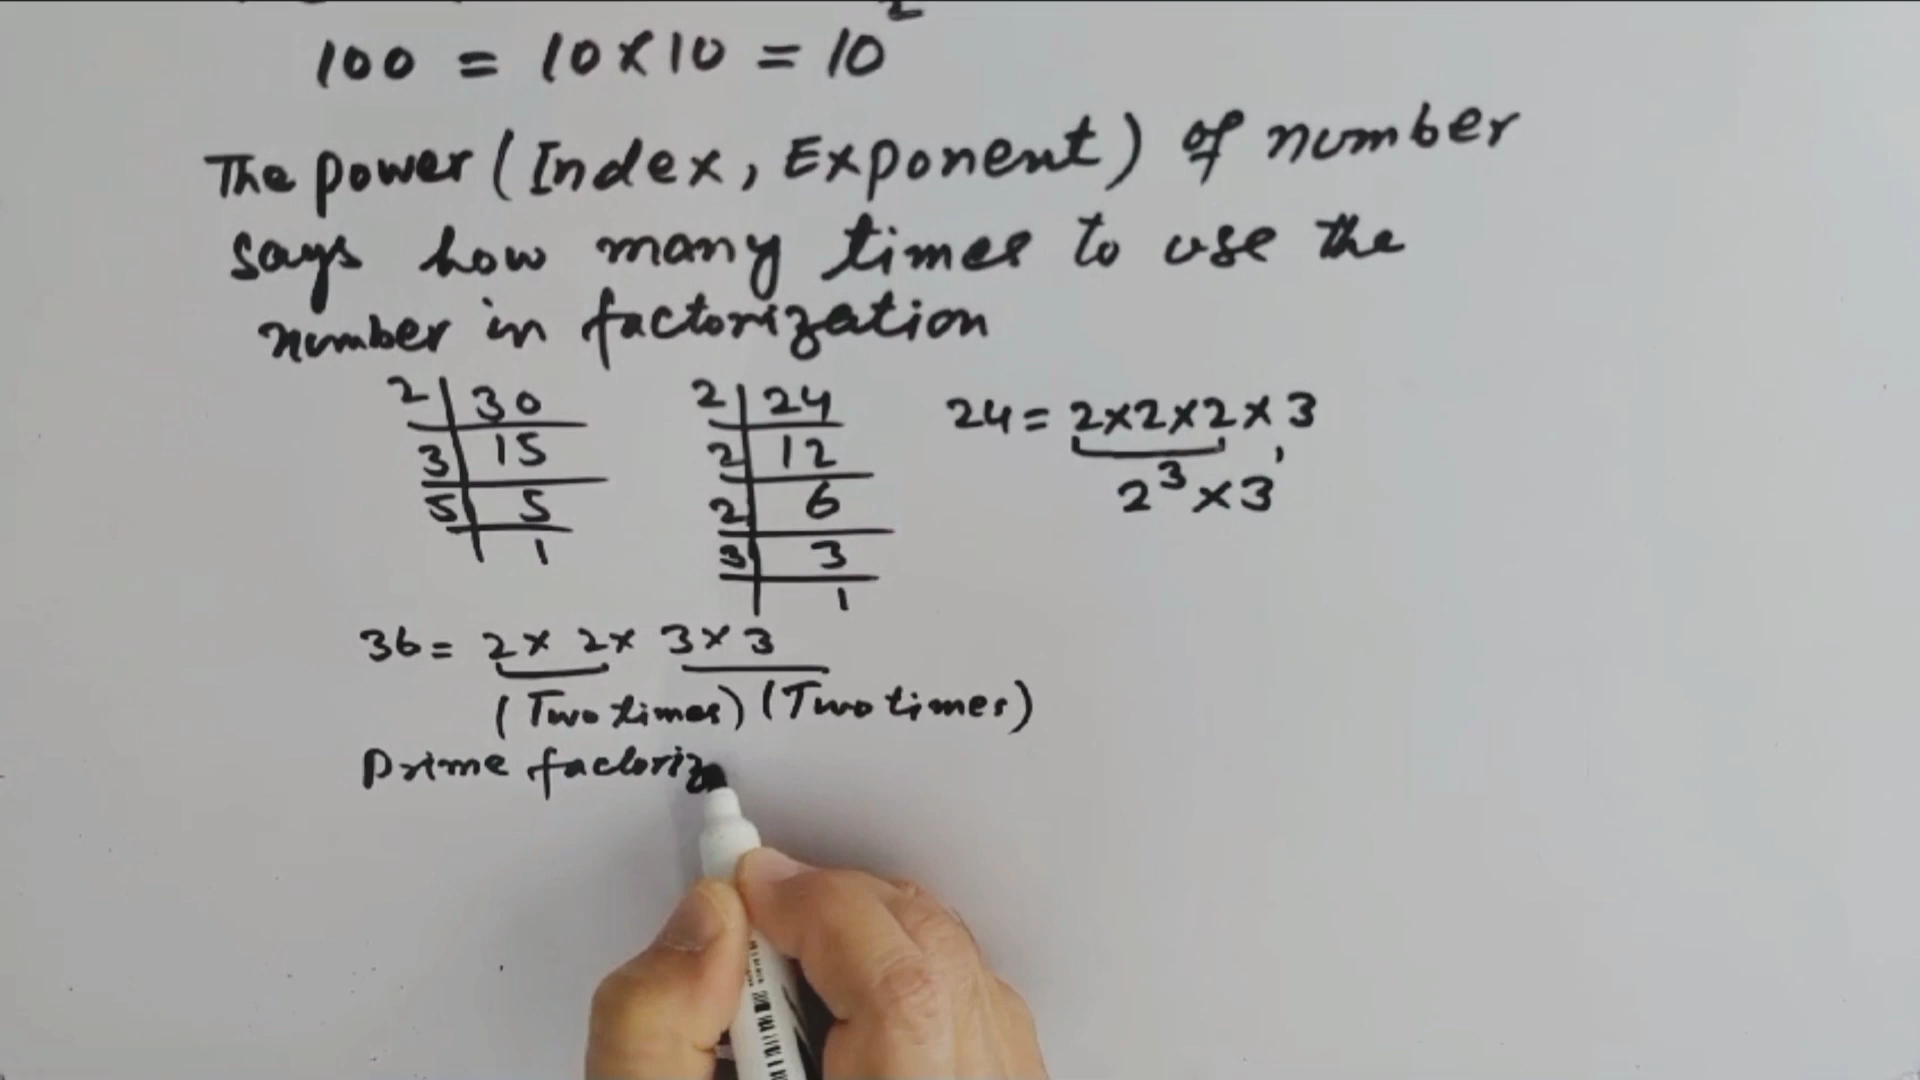 100 = 10×10 = 10²
The power (Index, Exponent) of number
says how many times to use the
number in factorization
2 | 30
3 | 15
5 | 5
1
2 | 24
2 | 12
2 | 6
3 | 3
1
24 = 2×2×2×3
2³×3¹
36 = 2× 2× 3×3
(Two times) (Two times)
Prime factoriz